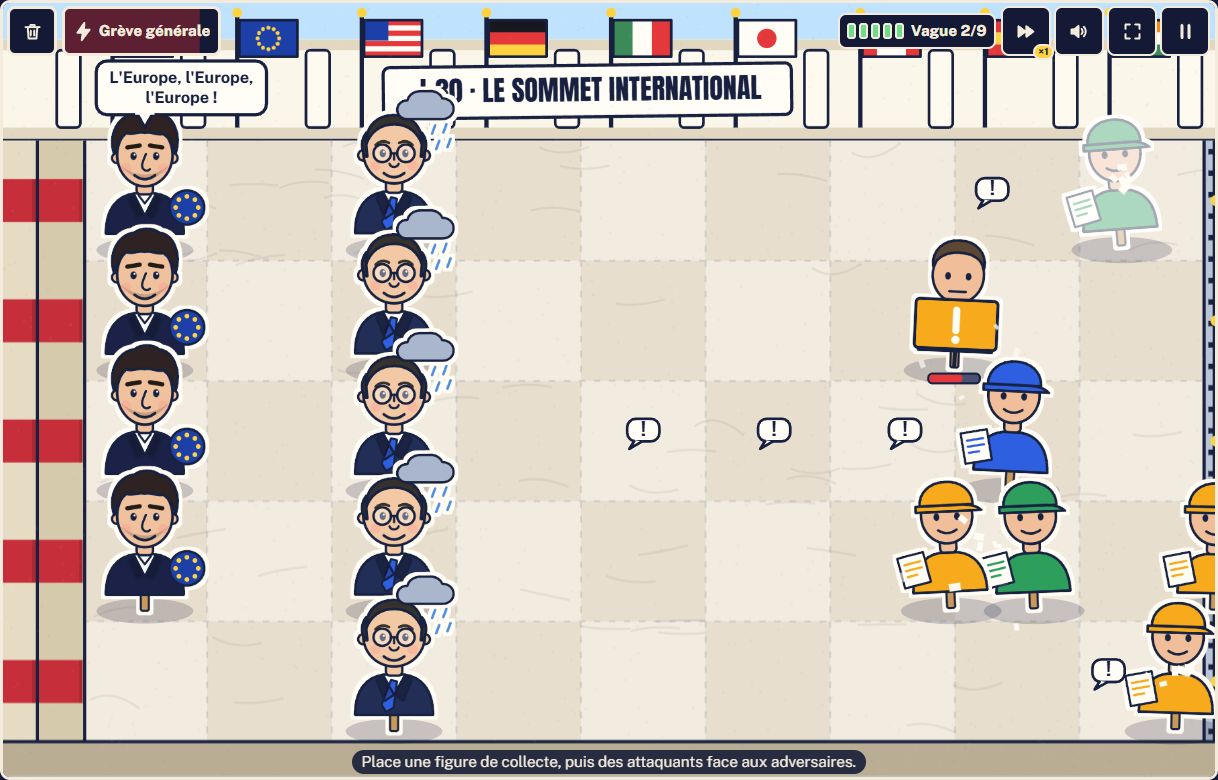 Grève générale
Vague 2/9
×1
L'Europe, l'Europe,
l'Europe !
· LE SOMMET INTERNATIONAL
!
!
!
!
!
!
Place une figure de collecte, puis des attaquants face aux adversaires.